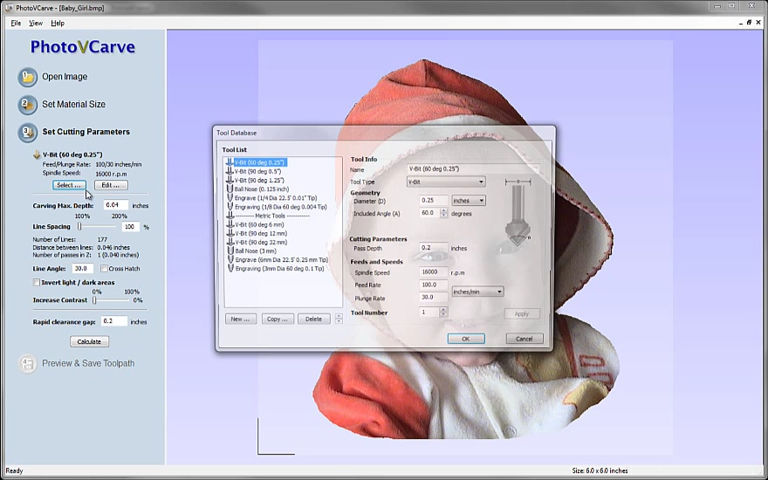 PhotoVCarve - [Baby_Girl.bmp]
File View Help
PhotoVCarve
Open Image
Set Material Size
Set Cutting Parameters
V-Bit (60 deg 0.25")
Feed/Plunge Rate: 100/30 inches/min
Spindle Speed: 16000 r.p.m
Select ... Edit ...
Carving Max. Depth: 0.04 inches
100% 200%
Line Spacing 100 %
Number of Lines: 177
Distance between lines: 0.046 inches
Number of passes in Z: 1 (0.040 inches)
Line Angle: 30.0 Cross Hatch
Invert light / dark areas
0% 100%
Increase Contrast 0%
Rapid clearance gap: 0.2 inches
Calculate
Preview & Save Toolpath
Tool Database
Tool List
V-Bit (60 deg 0.25")
V-Bit (90 deg 0.5")
V-Bit (90 deg 1.25")
Ball Nose (0.125 inch)
Engrave (1/4 Dia 22.5° 0.01" Tip)
Engraving (1/8 Dia 60 deg 0.004 Tip)
Metric Tools
V-Bit (60 deg 6 mm)
V-Bit (90 deg 12 mm)
V-Bit (90 deg 32 mm)
Ball Nose (3 mm)
Engrave (6mm Dia 22.5° 0.25 mm Tip)
Engraving (3mm Dia 60 deg 0.1 Tip)
New ... Copy ... Delete
Tool Info
Name V-Bit (60 deg 0.25")
Tool Type V-Bit
Geometry
Diameter (D) 0.25 inches
Included Angle (A) 60.0 degrees
Cutting Parameters
Pass Depth 0.2 inches
Feeds and Speeds
Spindle Speed 16000 r.p.m
Feed Rate 100.0
inches/min
Plunge Rate 30.0
Tool Number 1 Apply
OK Cancel
Ready
Size: 6.0 x 6.0 inches